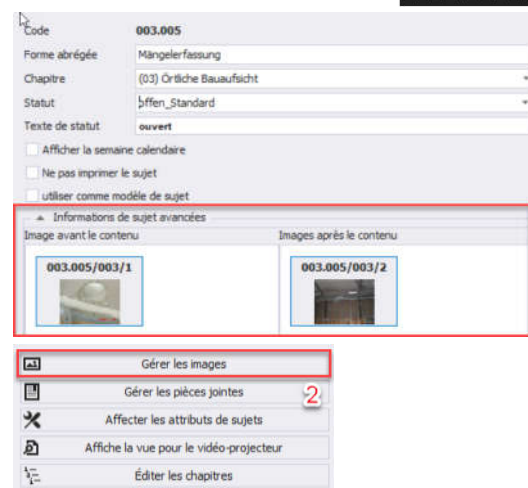 Code 003.005
Forme abrégée Mängelerfassung
Chapitre (03) Örtliche Bauaufsicht
Statut offen_Standard
Texte de statut ouvert
Afficher la semaine calendaire
Ne pas imprimer le sujet
utiliser comme modèle de sujet
Informations de sujet avancées
Image avant le contenu Images après le contenu
003.005/003/1 003.005/003/2
Gérer les images
Gérer les pièces jointes 2
Affecter les attributs de sujets
Affiche la vue pour le vidéo-projecteur
Éditer les chapitres